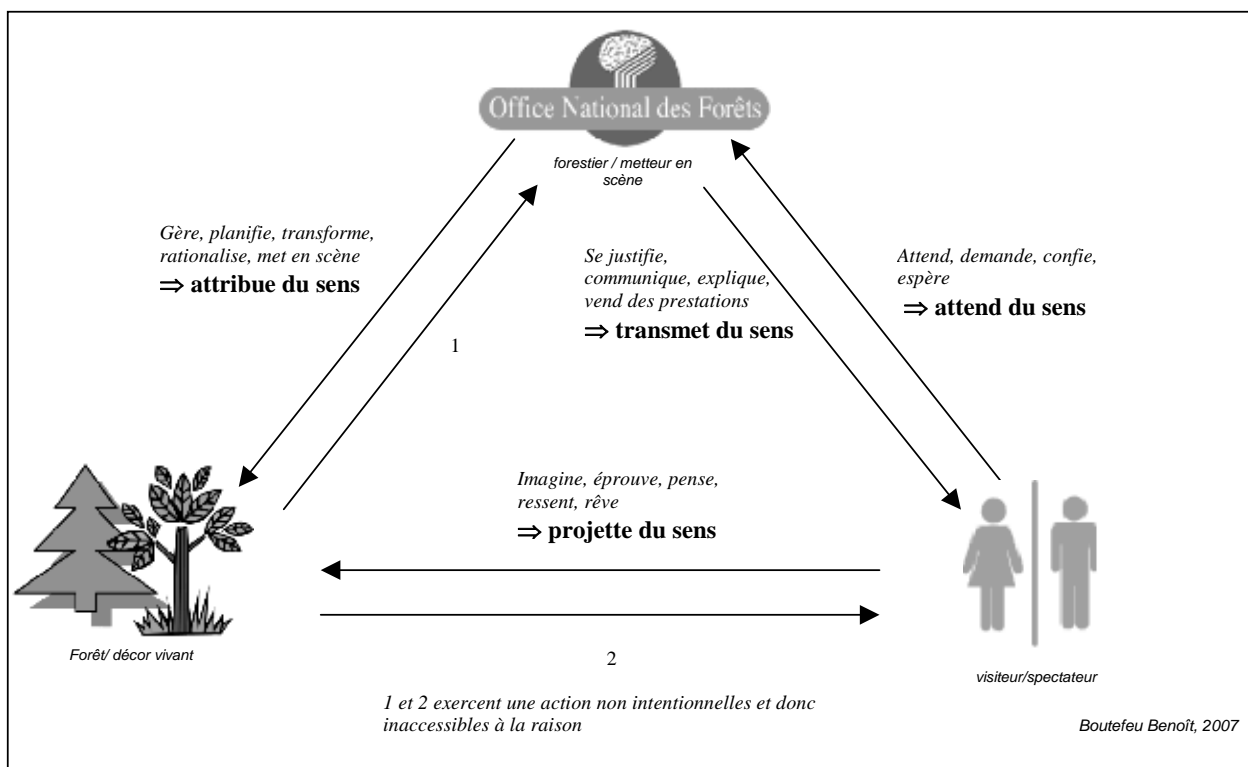 Office National des Forêts
forestier / metteur en
scène
Gère, planifie, transforme,
rationalise, met en scène
⇒ attribue du sens
Se justifie,
communique, explique,
vend des prestations
⇒ transmet du sens
Attend, demande, confie,
espère
⇒ attend du sens
1
Imagine, éprouve, pense,
ressent, rêve
⇒ projette du sens
Forêt/ décor vivant
2
visiteur/spectateur
1 et 2 exercent une action non intentionnelles et donc
inaccessibles à la raison
Boutefeu Benoît, 2007